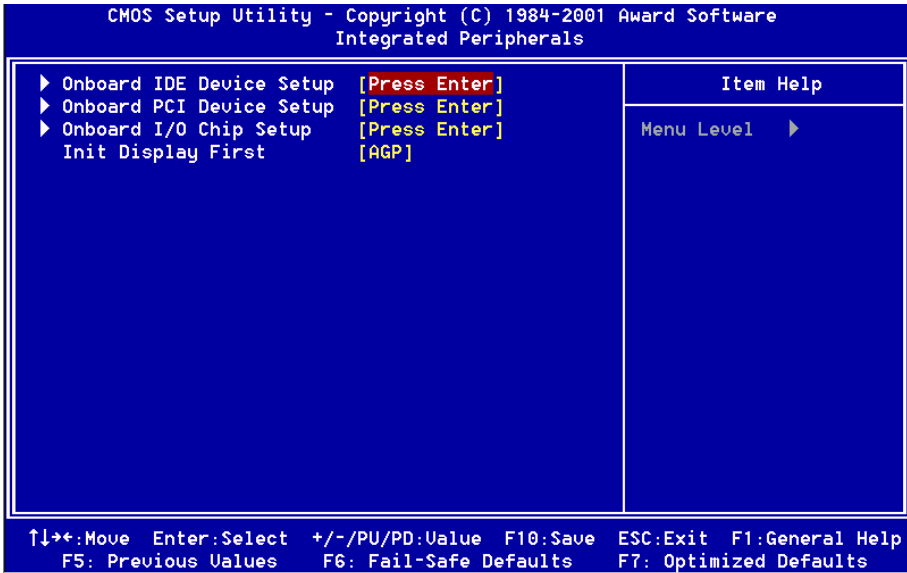 CMOS Setup Utility - Copyright (C) 1984-2001 Award Software
Integrated Peripherals
Onboard IDE Device Setup [Press Enter]
Onboard PCI Device Setup [Press Enter]
Onboard I/O Chip Setup [Press Enter]
Init Display First [AGP]
Item Help
Menu Level
↑↓→←:Move Enter:Select +/-/PU/PD:Value F10:Save ESC:Exit F1:General Help
F5: Previous Values F6: Fail-Safe Defaults F7: Optimized Defaults